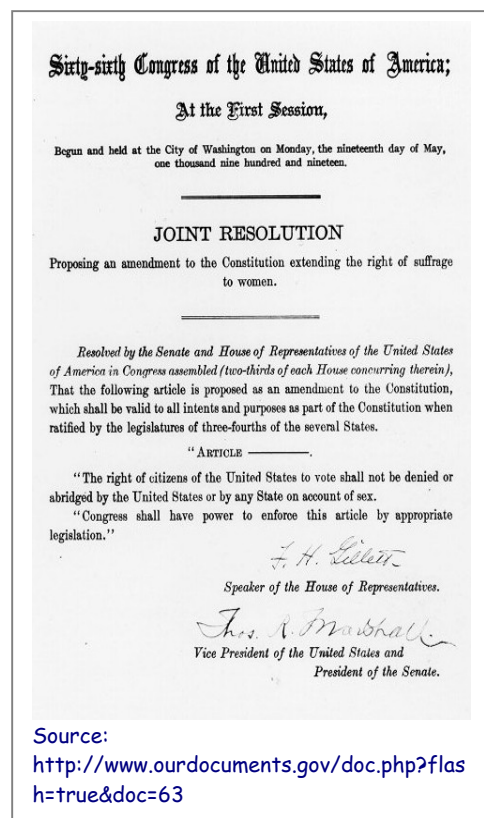 Sixty-sixth Congress of the United States of America;
At the First Session,
Begun and held at the City of Washington on Monday, the nineteenth day of May,
one thousand nine hundred and nineteen.
JOINT RESOLUTION
Proposing an amendment to the Constitution extending the right of suffrage
to women.
Resolved by the Senate and House of Representatives of the United States
of America in Congress assembled (two-thirds of each House concurring therein),
That the following article is proposed as an amendment to the Constitution,
which shall be valid to all intents and purposes as part of the Constitution when
ratified by the legislatures of three-fourths of the several States.
"ARTICLE ———.
"The right of citizens of the United States to vote shall not be denied or
abridged by the United States or by any State on account of sex.
"Congress shall have power to enforce this article by appropriate
legislation."
F. H. Gillett
Speaker of the House of Representatives.
Thos. R. Marshall.
Vice President of the United States and
President of the Senate.
Source:
http://www.ourdocuments.gov/doc.php?flas
h=true&doc=63